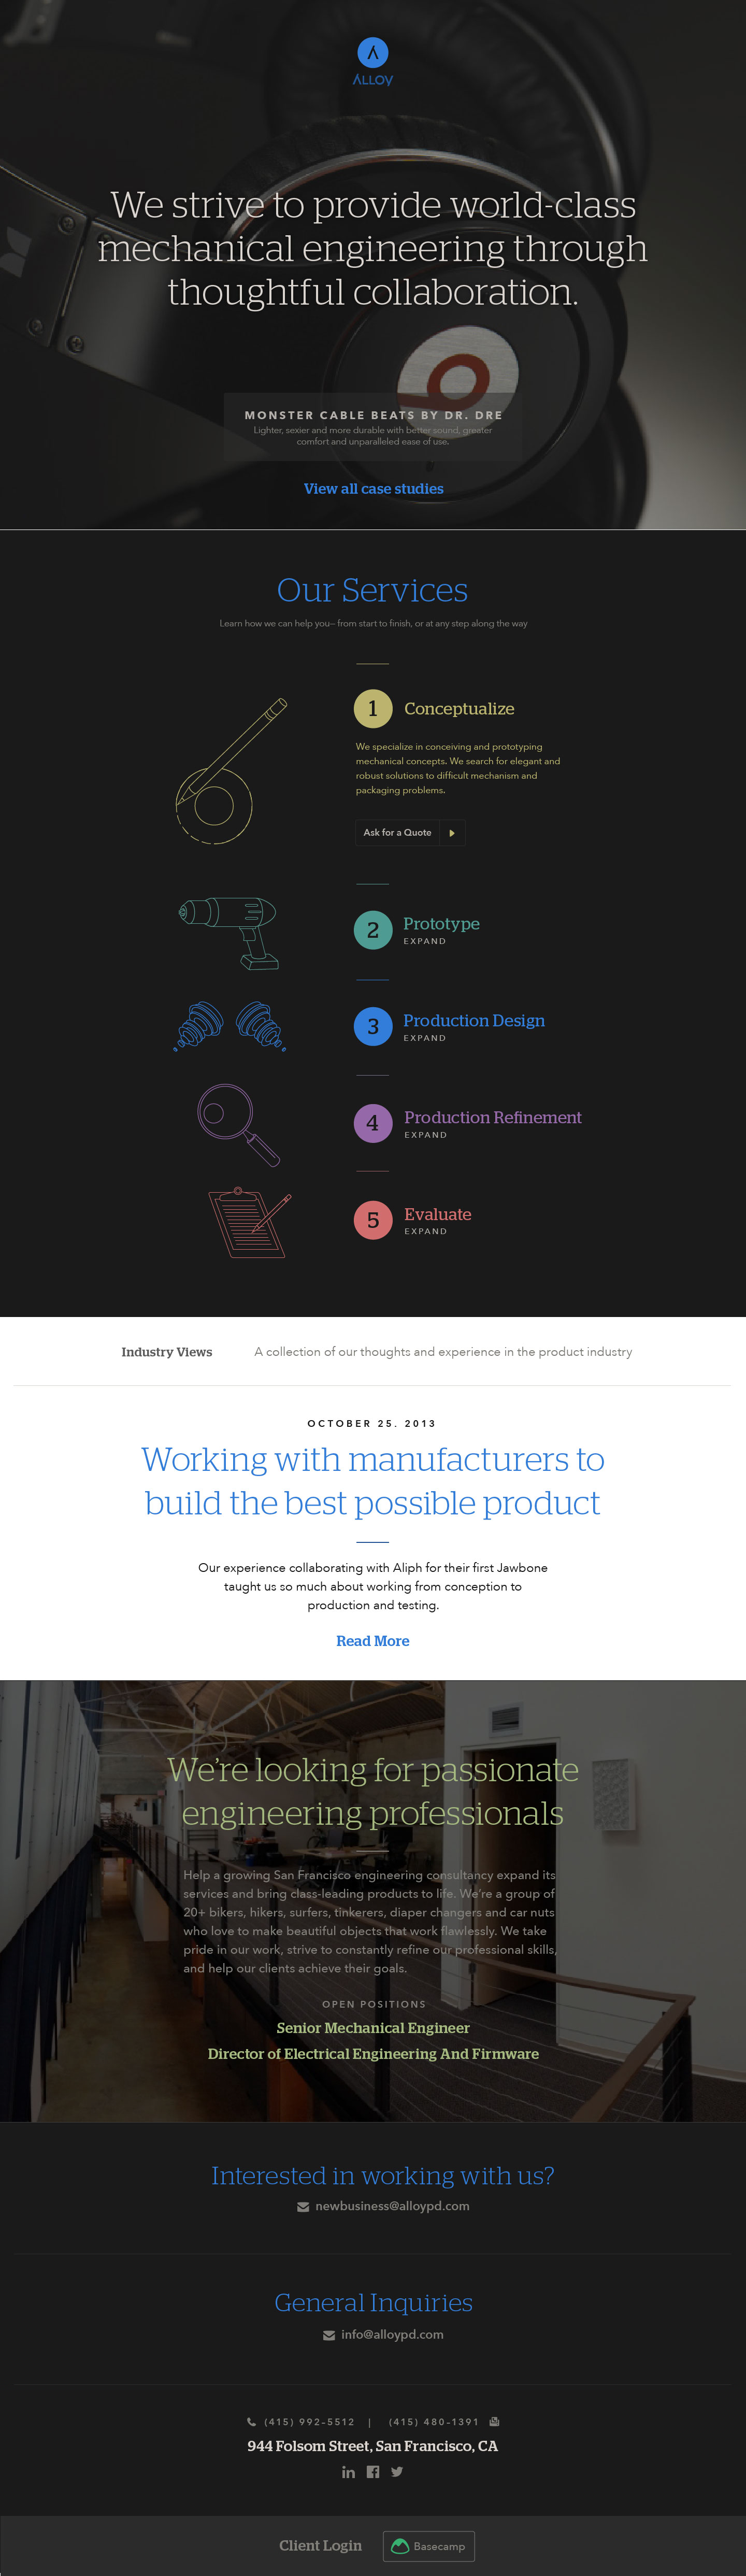 ALLOY
We strive to provide world-class
mechanical engineering through
thoughtful collaboration.
MONSTER CABLE BEATS BY DR. DRE
Lighter, sexier and more durable with better sound, greater
comfort and unparalleled ease of use.
View all case studies
Our Services
Learn how we can help you– from start to finish, or at any step along the way
1 Conceptualize
We specialize in conceiving and prototyping
mechanical concepts. We search for elegant and
robust solutions to difficult mechanism and
packaging problems.
Ask for a Quote
2 Prototype
EXPAND
3 Production Design
EXPAND
4 Production Refinement
EXPAND
5 Evaluate
EXPAND
Industry Views A collection of our thoughts and experience in the product industry
OCTOBER 25. 2013
Working with manufacturers to
build the best possible product
Our experience collaborating with Aliph for their first Jawbone
taught us so much about working from conception to
production and testing.
Read More
We're looking for passionate
engineering professionals
Help a growing San Francisco engineering consultancy expand its
services and bring class-leading products to life. We're a group of
20+ bikers, hikers, surfers, tinkerers, diaper changers and car nuts
who love to make beautiful objects that work flawlessly. We take
pride in our work, strive to constantly refine our professional skills,
and help our clients achieve their goals.
OPEN POSITIONS
Senior Mechanical Engineer
Director of Electrical Engineering And Firmware
Interested in working with us?
newbusiness@alloypd.com
General Inquiries
info@alloypd.com
(415) 992-5512 | (415) 480-1391
944 Folsom Street, San Francisco, CA
in f
Client Login Basecamp